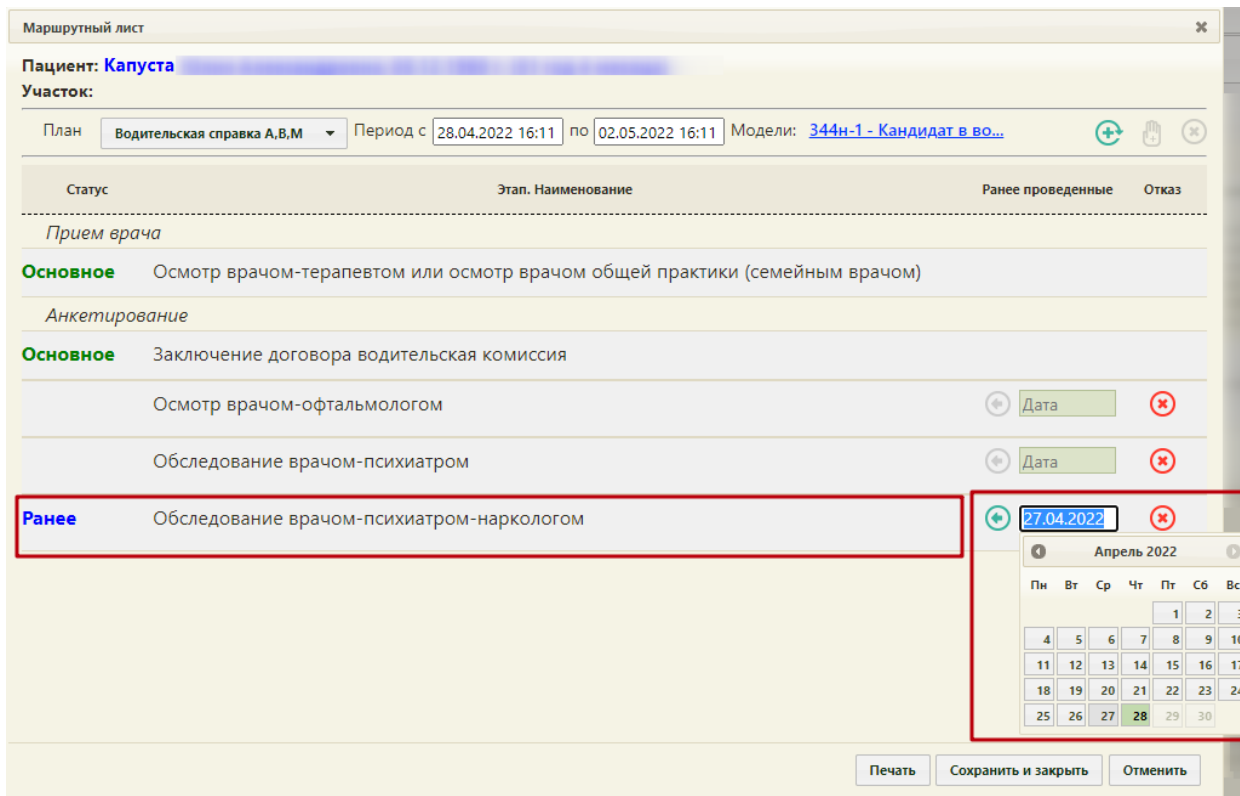 Маршрутный лист
Пациент: Капуста
Участок:
План Водительская справка А,В,М Период с 28.04.2022 16:11 по 02.05.2022 16:11 Модели: 344н-1 - Кандидат в во...
Статус Этап. Наименование Ранее проведенные Отказ
Прием врача
Основное Осмотр врачом-терапевтом или осмотр врачом общей практики (семейным врачом)
Анкетирование
Основное Заключение договора водительская комиссия
Осмотр врачом-офтальмологом Дата
Обследование врачом-психиатром Дата
Ранее Обследование врачом-психиатром-наркологом 27.04.2022
Апрель 2022
Пн Вт Ср Чт Пт Сб Вс
1 2 3
4 5 6 7 8 9 10
11 12 13 14 15 16 17
18 19 20 21 22 23 24
25 26 27 28 29 30
Печать Сохранить и закрыть Отменить